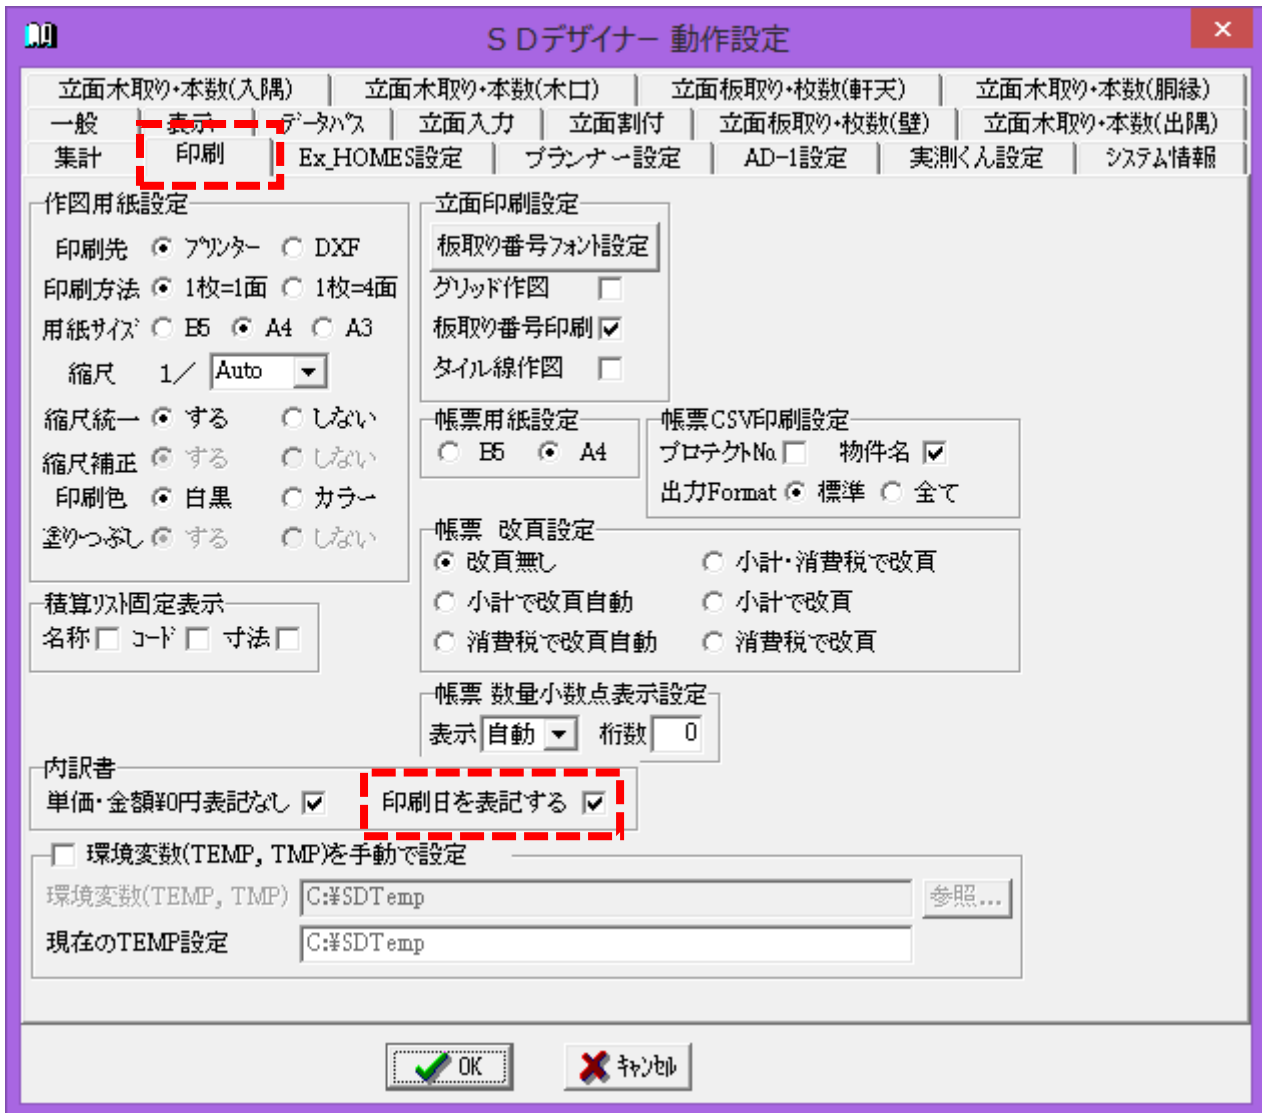 ＳＤデザイナー 動作設定
立面木取り・本数(入隅) 立面木取り・本数(木口) 立面板取り・枚数(軒天) 立面木取り・本数(胴縁)
一般 表示 ﾃﾞｰﾀﾊﾟｽ 立面入力 立面割付 立面板取り・枚数(壁) 立面木取り・本数(出隅)
集計 印刷 Ex_HOMES設定 プランナー設定 AD-1設定 実測くん設定 ｼｽﾃﾑ情報
作図用紙設定
印刷先 ﾌﾟﾘﾝﾀｰ DXF
印刷方法 1枚=1面 1枚=4面
用紙ｻｲｽﾞ B5 A4 A3
縮尺 1／ Auto
縮尺統一 する しない
縮尺補正 する しない
印刷色 白黒 カラー
塗りつぶし する しない
積算ﾘｽﾄ固定表示
名称 ｺｰﾄﾞ 寸法
立面印刷設定
板取り番号ﾌｫﾝﾄ設定
グリッド作図
板取り番号印刷
タイル線作図
帳票用紙設定
B5 A4
帳票CSV印刷設定
プロテクトNo 物件名
出力Format 標準 全て
帳票 改頁設定
改頁無し 小計・消費税で改頁
小計で改頁自動 小計で改頁
消費税で改頁自動 消費税で改頁
帳票 数量小数点表示設定
表示 自動 桁数 0
内訳書
単価・金額¥0円表記なし 印刷日を表記する
環境変数(TEMP, TMP)を手動で設定
環境変数(TEMP, TMP) C:¥SDTemp 参照...
現在のTEMP設定 C:¥SDTemp
OK ｷｬﾝｾﾙ